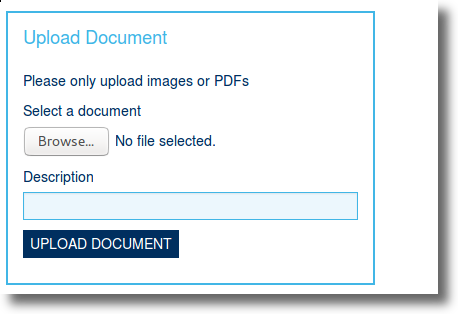 Upload Document
Please only upload images or PDFs
Select a document
Browse... No file selected.
Description
UPLOAD DOCUMENT